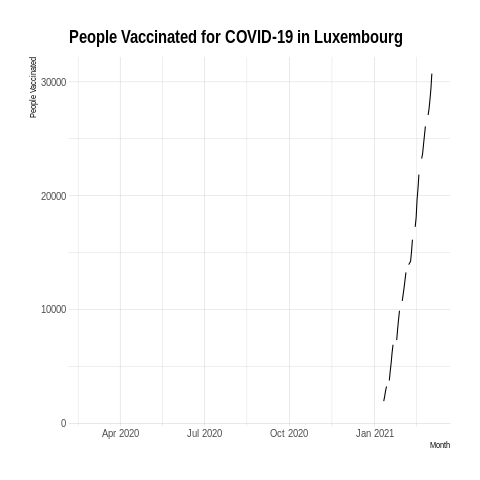 People Vaccinated for COVID-19 in Luxembourg
People Vaccinated
30000
20000
10000
0
Apr 2020
Jul 2020
Oct 2020
Jan 2021
Month